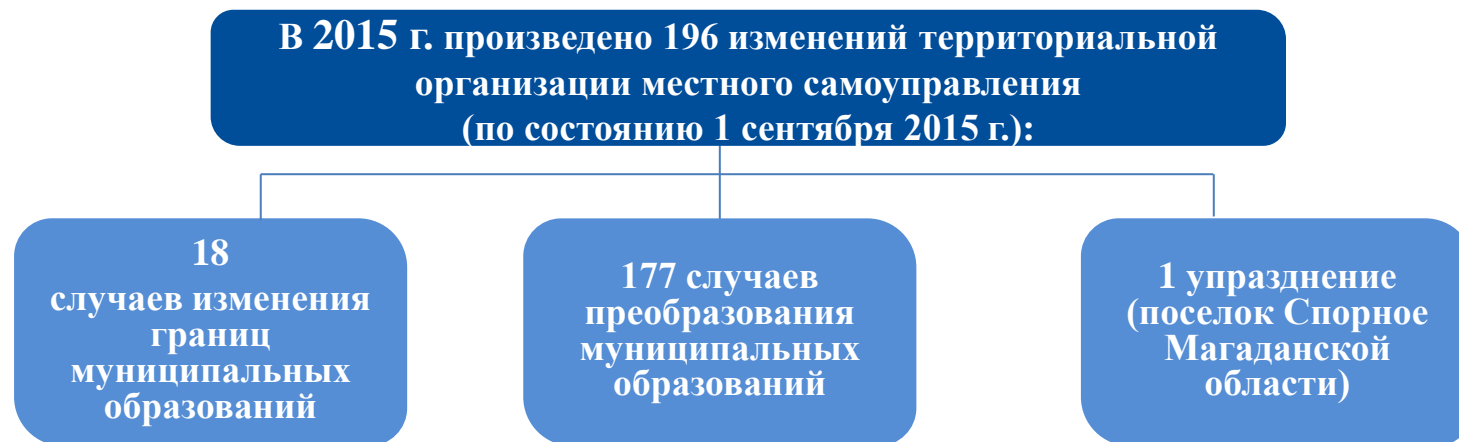 В 2015 г. произведено 196 изменений территориальной
организации местного самоуправления
(по состоянию 1 сентября 2015 г.):
18
случаев изменения
границ
муниципальных
образований
177 случаев
преобразования
муниципальных
образований
1 упразднение
(поселок Спорное
Магаданской
области)